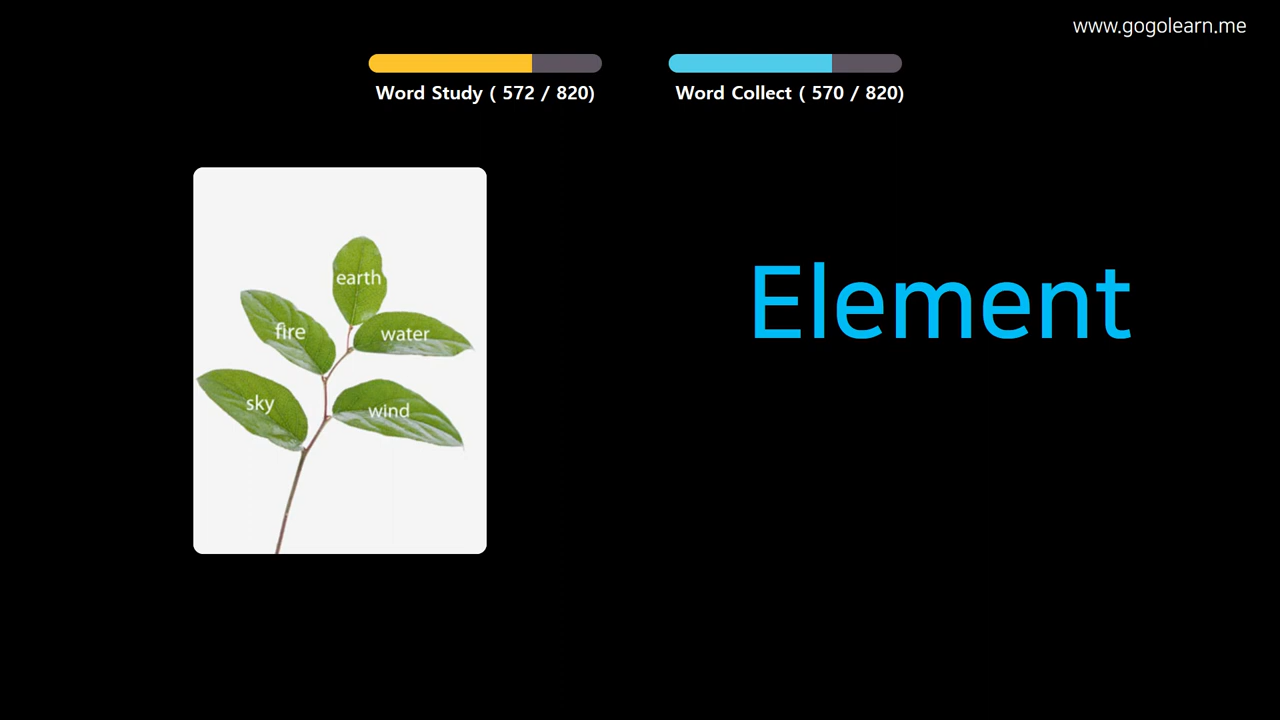 www.gogolearn.me
Word Study ( 572 / 820)
Word Collect ( 570 / 820)
earth
fire
water
sky
wind
Element